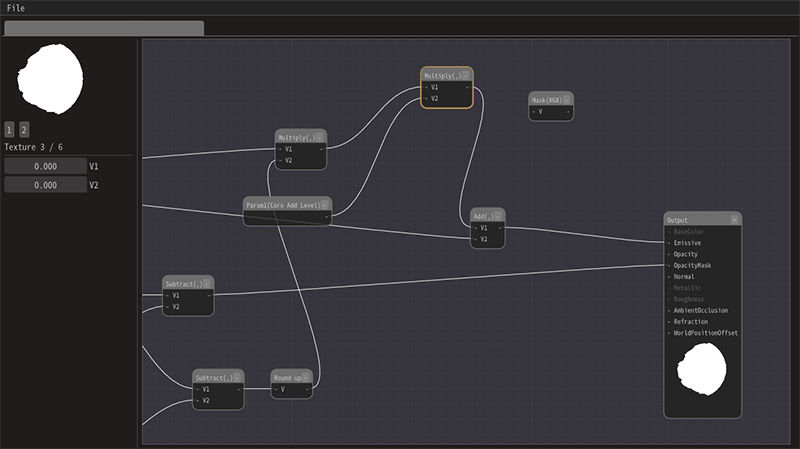 File
1 2
Texture 3 / 6
0.000 V1
0.000 V2
Multiply(,)
V1
V2
Mask(RGB)
V
Multiply(,)
V1
V2
Param1(Core Add Level)
Add(,)
V1
V2
Output
BaseColor
Emissive
Opacity
OpacityMask
Normal
Metallic
Roughness
AmbientOcclusion
Refraction
WorldPositionOffset
Subtract(,)
V1
V2
Subtract(,)
V1
V2
Round up
V